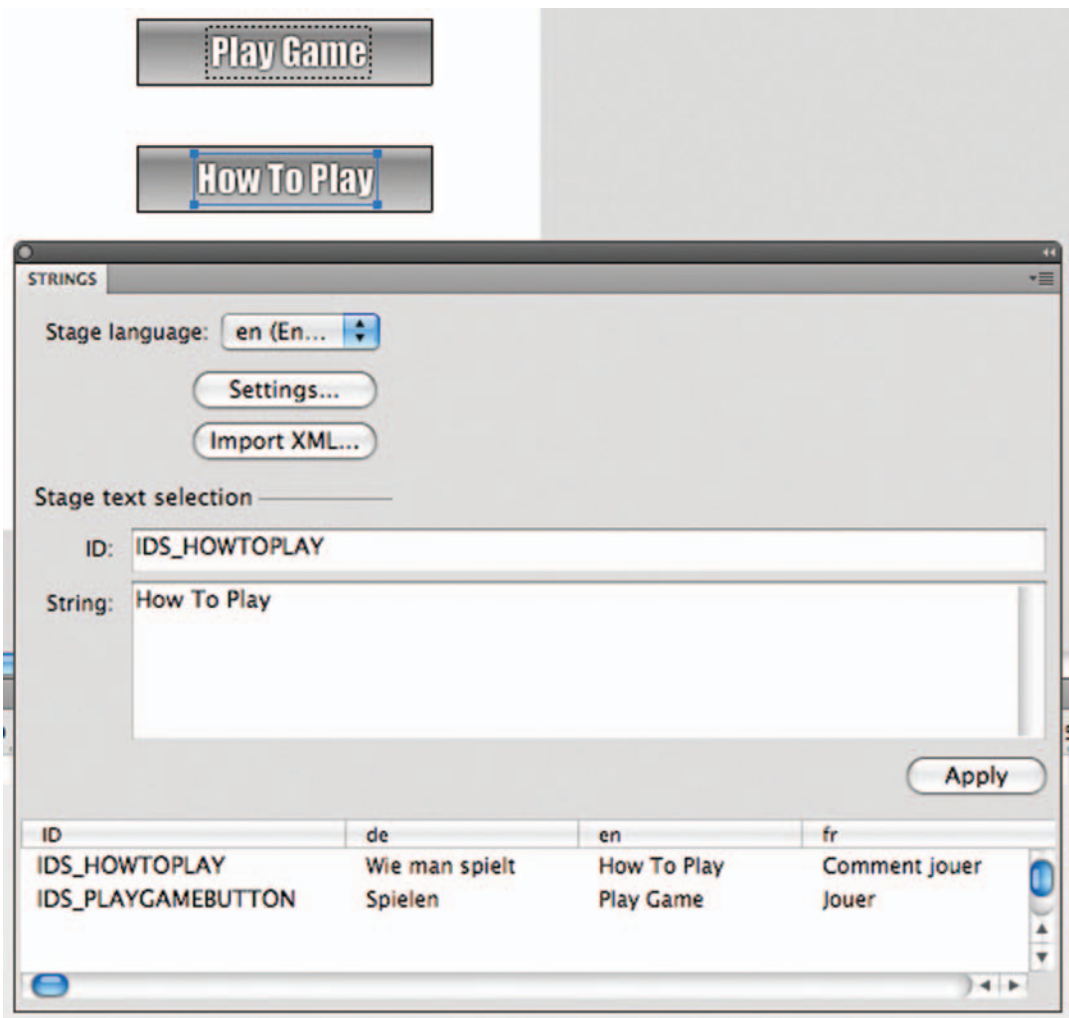 Play Game
How To Play
STRINGS
Stage language: en (En...
Settings...
Import XML...
Stage text selection
ID: IDS_HOWTOPLAY
String: How To Play
Apply
ID de en fr
IDS_HOWTOPLAY Wie man spielt How To Play Comment jouer
IDS_PLAYGAMEBUTTON Spielen Play Game Jouer